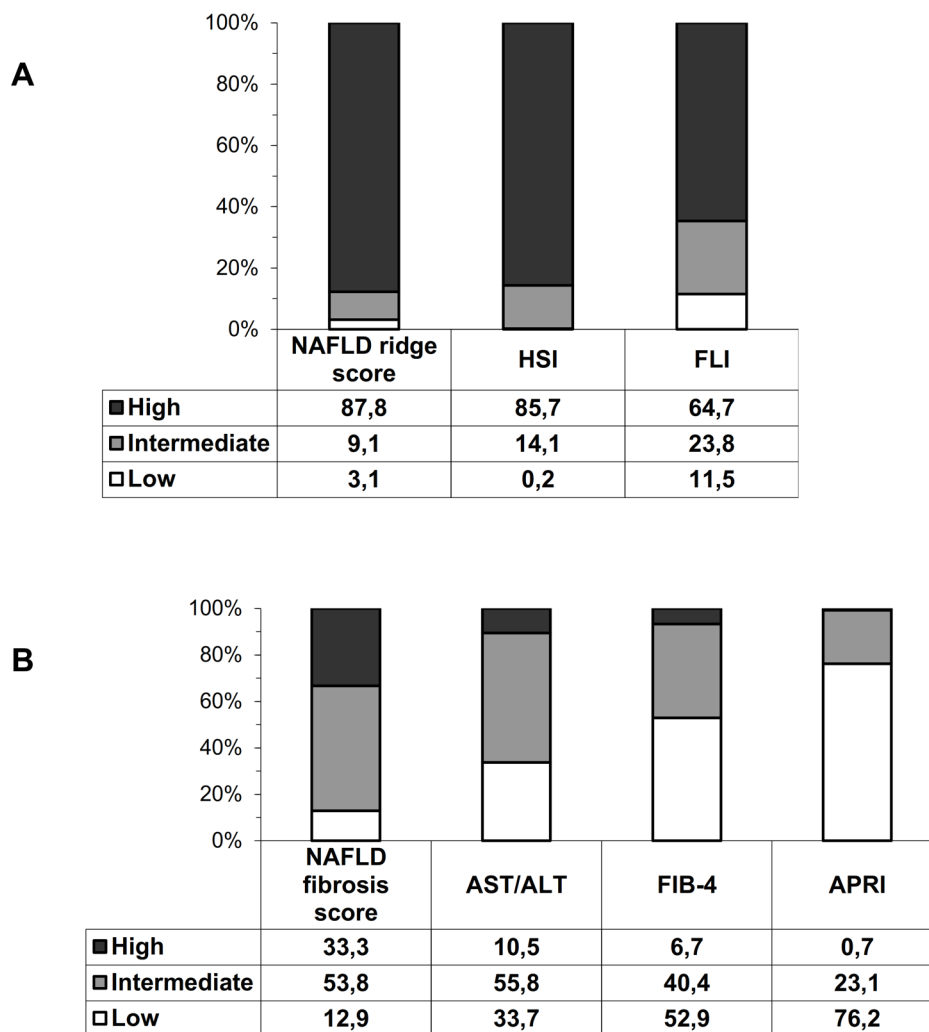 A
100%
80%
60%
40%
20%
0%
NAFLD ridge score HSI FLI
High 87,8 85,7 64,7
Intermediate 9,1 14,1 23,8
Low 3,1 0,2 11,5
B
100%
80%
60%
40%
20%
0%
NAFLD fibrosis score AST/ALT FIB-4 APRI
High 33,3 10,5 6,7 0,7
Intermediate 53,8 55,8 40,4 23,1
Low 12,9 33,7 52,9 76,2